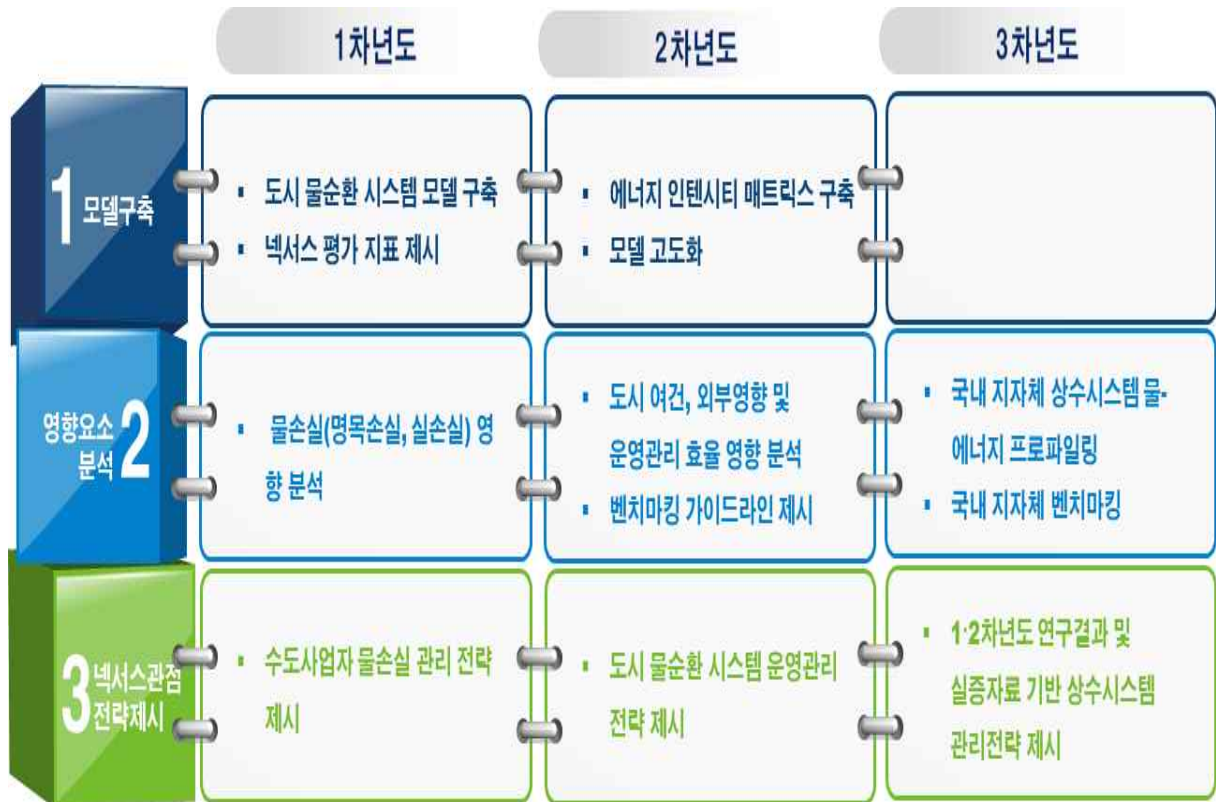 1차년도
2차년도
3차년도
1 모델구축
▪ 도시 물순환 시스템 모델 구축
▪ 넥서스 평가 지표 제시
▪ 에너지 인텐시티 매트릭스 구축
▪ 모델 고도화
영향요소
분석 2
▪ 물손실(명목손실, 실손실) 영
향 분석
▪ 도시 여건, 외부영향 및
운영관리 효율 영향 분석
▪ 벤치마킹 가이드라인 제시
▪ 국내 지자체 상수시스템 물-
에너지 프로파일링
▪ 국내 지자체 벤치마킹
3 넥서스관점
전략제시
▪ 수도사업자 물손실 관리 전략
제시
▪ 도시 물순환 시스템 운영관리
전략 제시
▪ 1·2차년도 연구결과 및
실증자료 기반 상수시스템
관리전략 제시